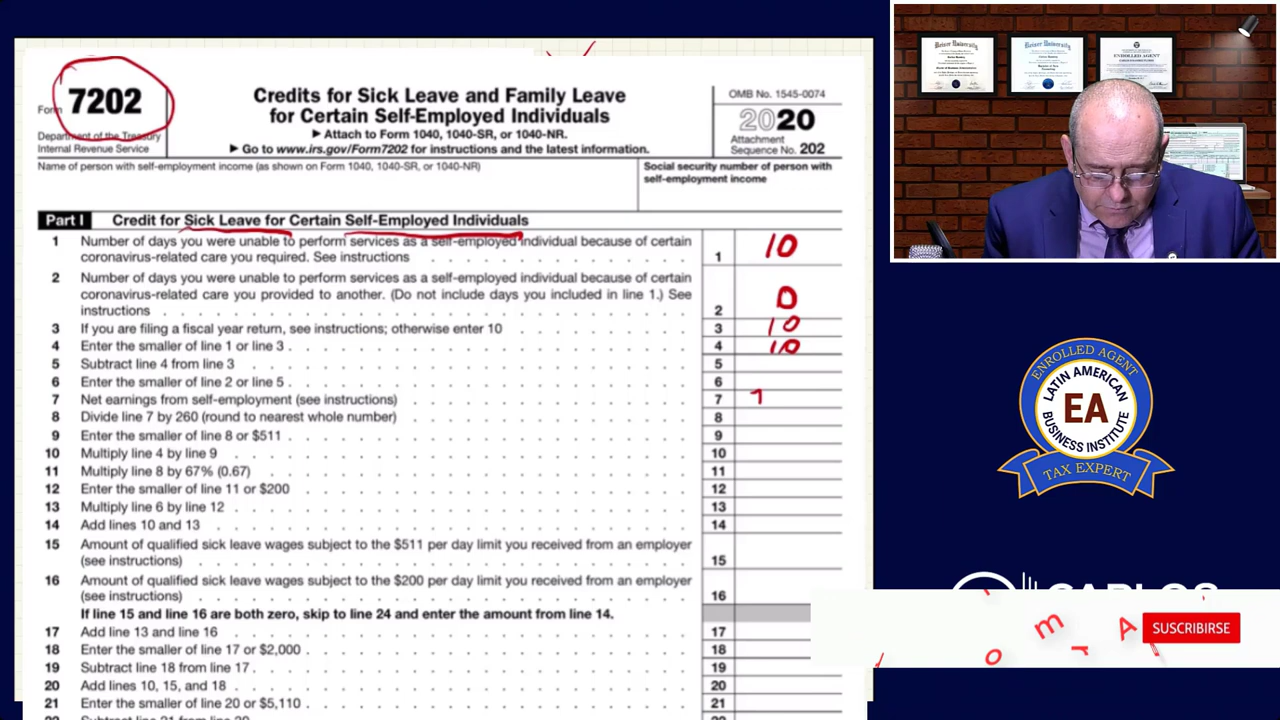 Form 7202
Department of the Treasury
Internal Revenue Service
Credits for Sick Leave and Family Leave
for Certain Self-Employed Individuals
▶ Attach to Form 1040, 1040-SR, or 1040-NR.
▶ Go to www.irs.gov/Form7202 for instructions and the latest information.
OMB No. 1545-0074
2020
Attachment
Sequence No. 202
Name of person with self-employment income (as shown on Form 1040, 1040-SR, or 1040-NR)
Social security number of person with
self-employment income
Part I Credit for Sick Leave for Certain Self-Employed Individuals
1 Number of days you were unable to perform services as a self-employed individual because of certain
coronavirus-related care you required. See instructions 1 10
2 Number of days you were unable to perform services as a self-employed individual because of certain
coronavirus-related care you provided to another. (Do not include days you included in line 1.) See
instructions 2 0
3 If you are filing a fiscal year return, see instructions; otherwise enter 10 3 10
4 Enter the smaller of line 1 or line 3 4 10
5 Subtract line 4 from line 3 5
6 Enter the smaller of line 2 or line 5 6
7 Net earnings from self-employment (see instructions) 7 7
8 Divide line 7 by 260 (round to nearest whole number) 8
9 Enter the smaller of line 8 or $511 9
10 Multiply line 4 by line 9 10
11 Multiply line 8 by 67% (0.67) 11
12 Enter the smaller of line 11 or $200 12
13 Multiply line 6 by line 12 13
14 Add lines 10 and 13 14
15 Amount of qualified sick leave wages subject to the $511 per day limit you received from an employer
(see instructions) 15
16 Amount of qualified sick leave wages subject to the $200 per day limit you received from an employer
(see instructions) 16
If line 15 and line 16 are both zero, skip to line 24 and enter the amount from line 14.
17 Add line 13 and line 16 17
18 Enter the smaller of line 17 or $2,000 18
19 Subtract line 18 from line 17 19
20 Add lines 10, 15, and 18 20
21 Enter the smaller of line 20 or $5,110 21
Keiser University
Keiser University
ENROLLED AGENT
ENROLLED AGENT
LATIN AMERICAN
EA
BUSINESS INSTITUTE
TAX EXPERT
CARLOS
m A
o r
SUSCRIBIRSE